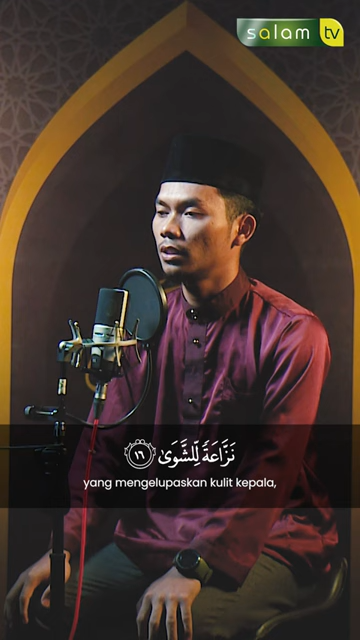 salam tv
نَزَّاعَةً لِّلشَّوَىٰ ۝١٦
yang mengelupaskan kulit kepala,